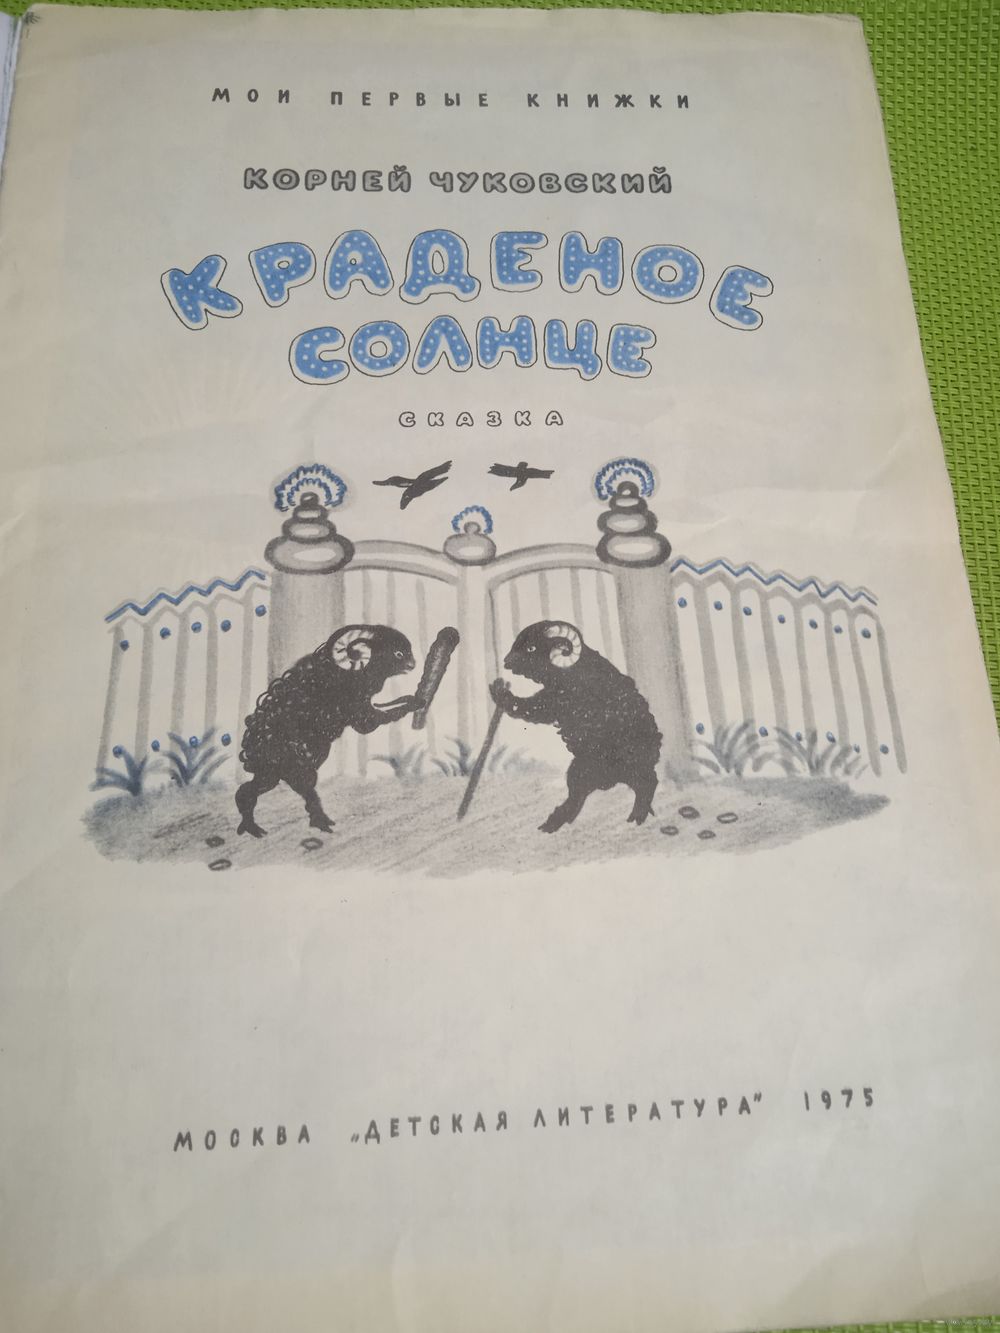 МОИ ПЕРВЫЕ КНИЖКИ
КОРНЕЙ ЧУКОВСКИЙ
КРАДЕНОЕ
СОЛНЦЕ
СКАЗКА
МОСКВА „ДЕТСКАЯ ЛИТЕРАТУРА" 1975